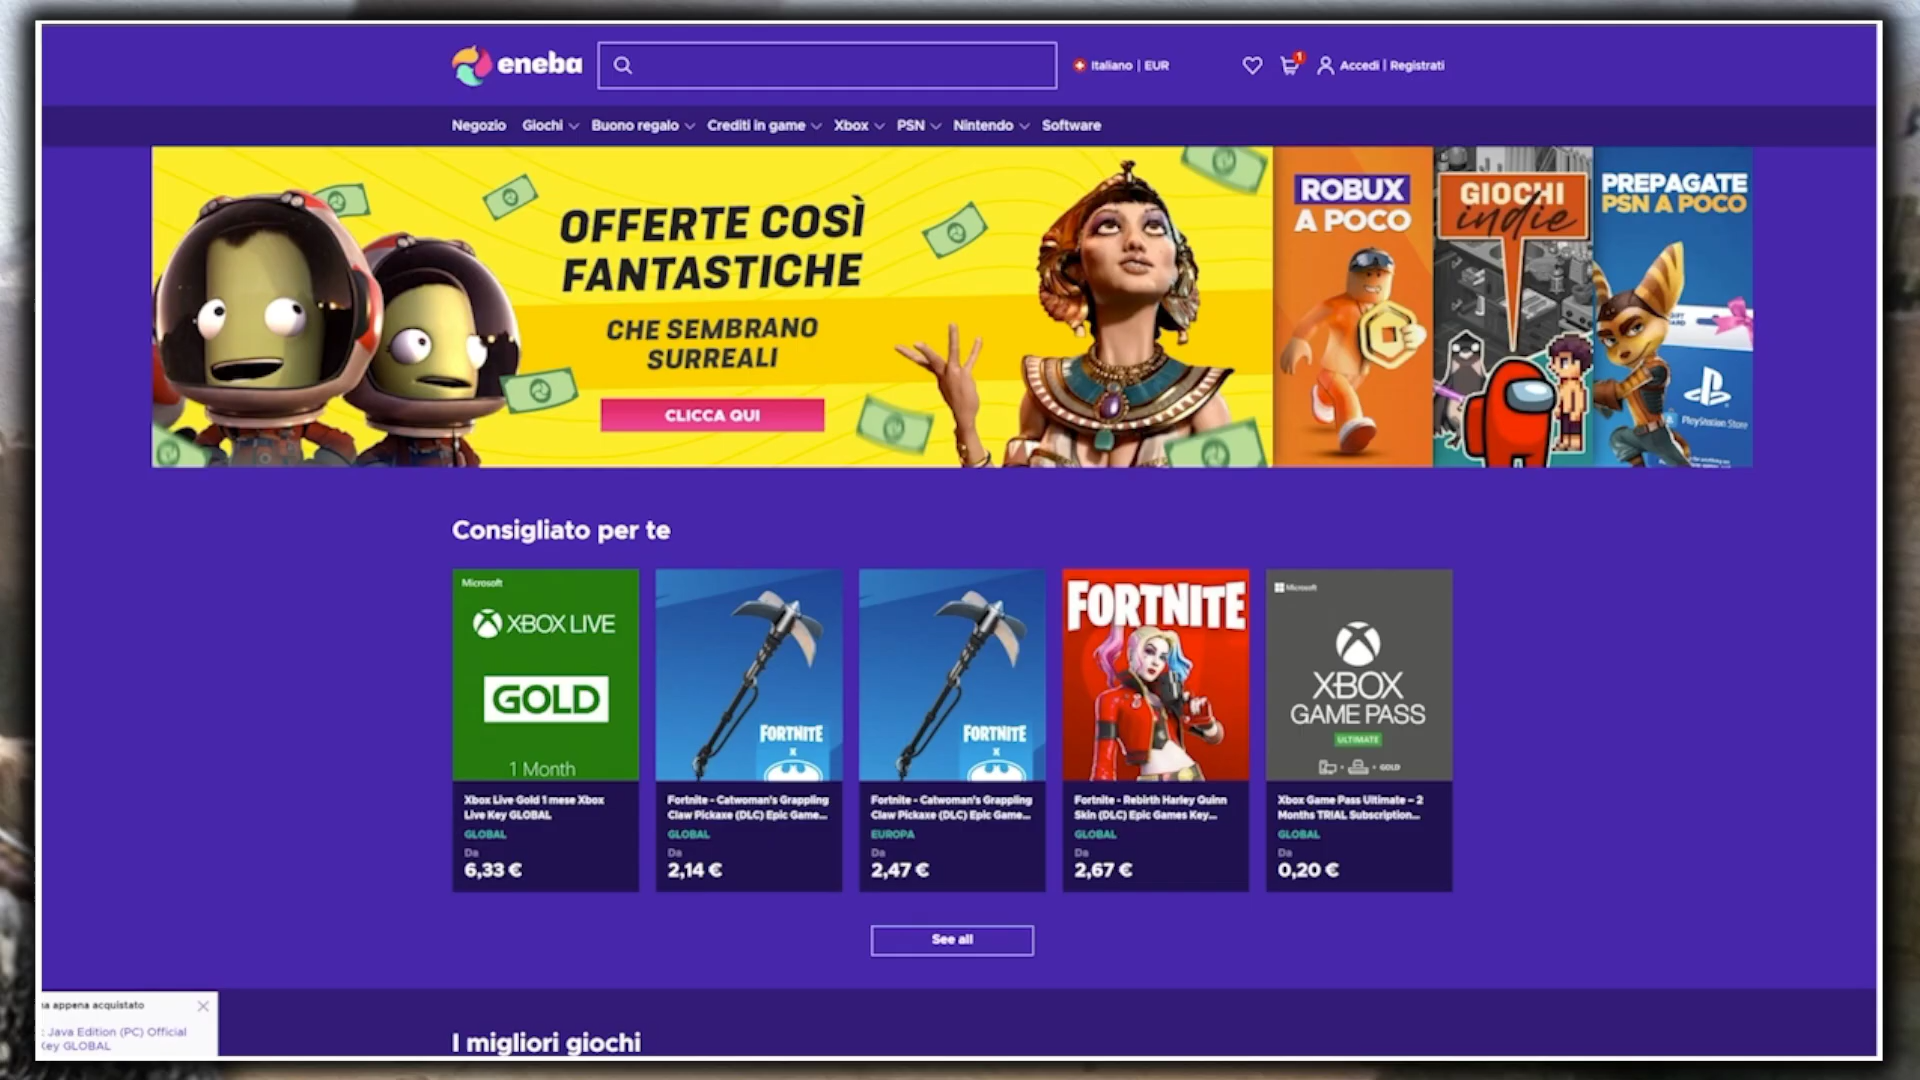 eneba
Italiano | EUR
1
Accedi | Registrati
Negozio
Giochi
Buono regalo
Crediti in game
Xbox
PSN
Nintendo
Software
OFFERTE COSÌ
FANTASTICHE
CHE SEMBRANO
SURREALI
CLICCA QUI
ROBUX
A POCO
GIOCHI
indie
PREPAGATE
PSN A POCO
PlayStation Store
Consigliato per te
Microsoft
XBOX LIVE
GOLD
1 Month
Xbox Live Gold 1 mese Xbox
Live Key GLOBAL
GLOBAL
Da
6,33 €
FORTNITE
X
Fortnite - Catwoman's Grappling
Claw Pickaxe (DLC) Epic Game...
GLOBAL
Da
2,14 €
FORTNITE
X
Fortnite - Catwoman's Grappling
Claw Pickaxe (DLC) Epic Game...
EUROPA
Da
2,47 €
FORTNITE
Fortnite - Rebirth Harley Quinn
Skin (DLC) Epic Games Key...
GLOBAL
Da
2,67 €
Microsoft
XBOX
GAME PASS
ULTIMATE
+ + GOLD
Xbox Game Pass Ultimate – 2
Months TRIAL Subscription...
GLOBAL
Da
0,20 €
See all
appena acquistato
: Java Edition (PC) Official
Key GLOBAL
I migliori giochi